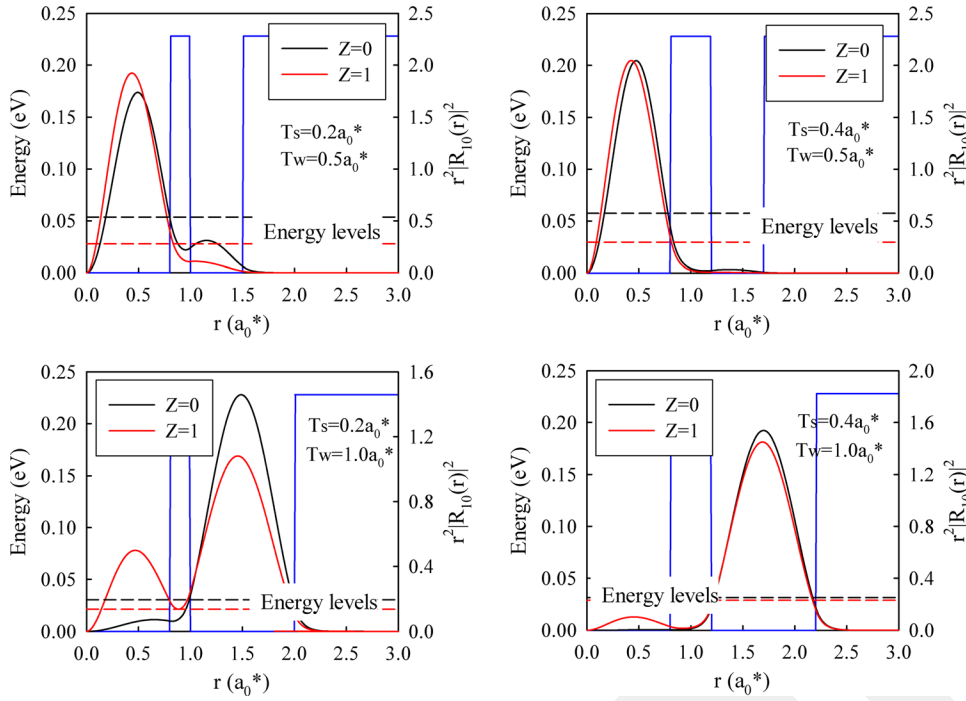 0.25
0.20
0.15
0.10
0.05
0.00
Energy (eV)
2.5
2.0
1.5
1.0
0.5
0.0
r²|R₁₀(r)|²
Z=0
Z=1
Ts=0.2a₀*
Tw=0.5a₀*
Energy levels
0.0 0.5 1.0 1.5 2.0 2.5 3.0
r (a₀*)
0.25
0.20
0.15
0.10
0.05
0.00
Energy (eV)
2.5
2.0
1.5
1.0
0.5
0.0
r²|R₁₀(r)|²
Z=0
Z=1
Ts=0.4a₀*
Tw=0.5a₀*
Energy levels
0.0 0.5 1.0 1.5 2.0 2.5 3.0
r (a₀*)
0.25
0.20
0.15
0.10
0.05
0.00
Energy (eV)
1.6
1.2
0.8
0.4
0.0
r²|R₁₀(r)|²
Z=0
Z=1
Ts=0.2a₀*
Tw=1.0a₀*
Energy levels
0.0 0.5 1.0 1.5 2.0 2.5 3.0
r (a₀*)
0.25
0.20
0.15
0.10
0.05
0.00
Energy (eV)
2.0
1.6
1.2
0.8
0.4
0.0
r²|R₁₀(r)|²
Z=0
Z=1
Ts=0.4a₀*
Tw=1.0a₀*
Energy levels
0.0 0.5 1.0 1.5 2.0 2.5 3.0
r (a₀*)